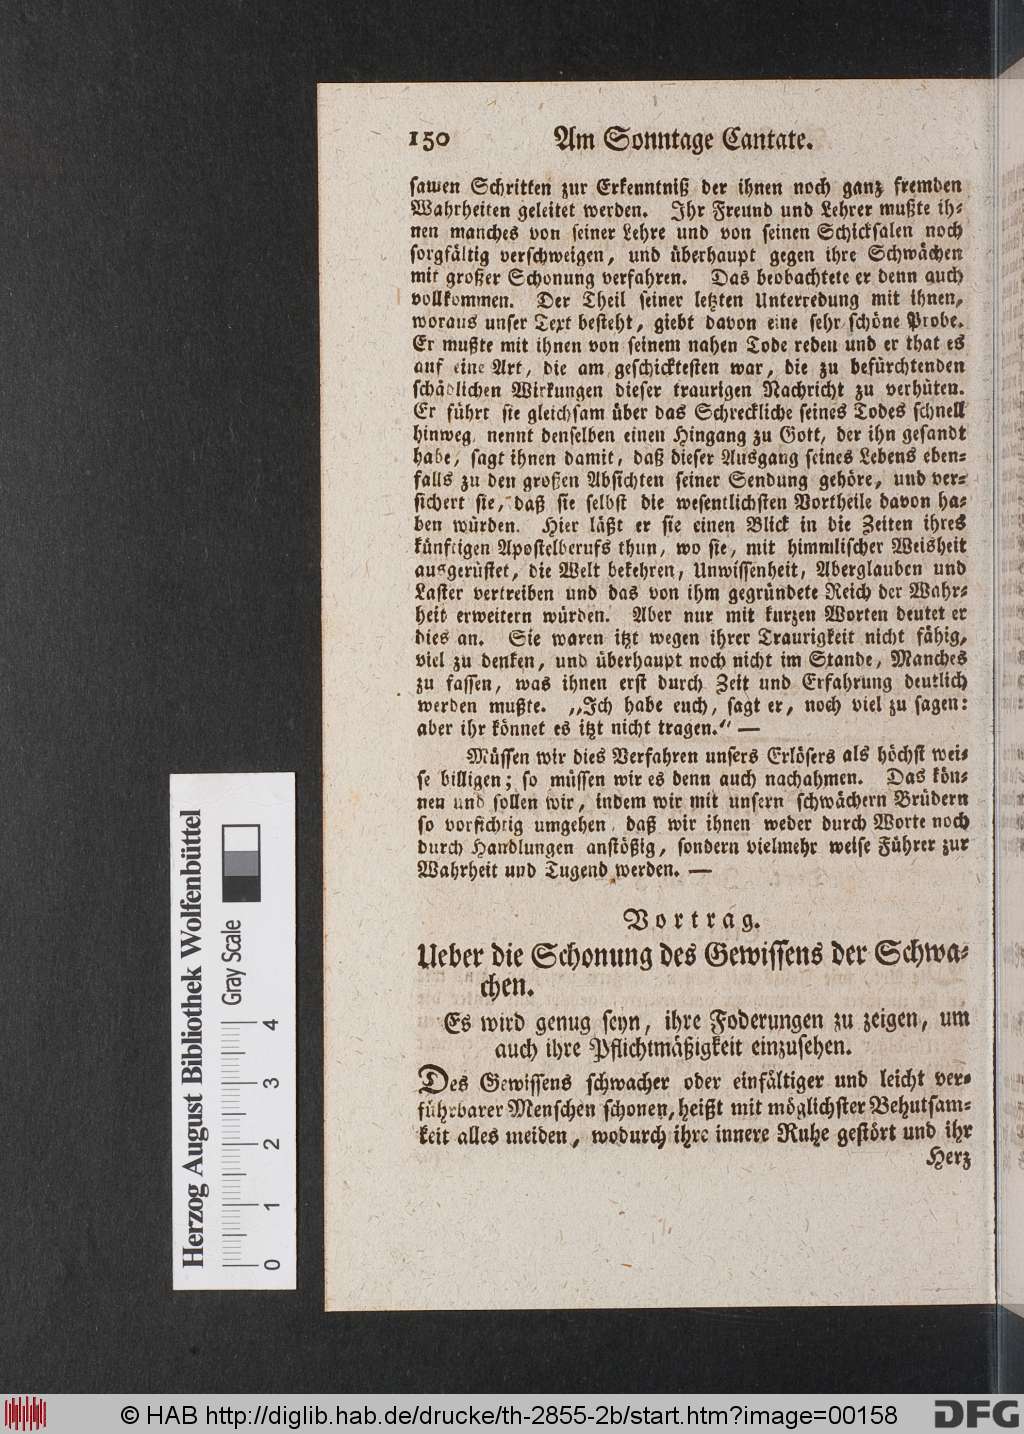 150 Am Sonntage Cantate.
samen Schritten zur Erkenntniß der ihnen noch ganz fremden
Wahrheiten geleitet werden. Ihr Freund und Lehrer mußte ih-
nen manches von seiner Lehre und von seinen Schicksalen noch
sorgfältig verschweigen, und überhaupt gegen ihre Schwächen
mit großer Schonung verfahren. Das beobachtete er denn auch
vollkommen. Der Theil seiner letzten Unterredung mit ihnen,
woraus unser Text besteht, giebt davon eine sehr schöne Probe.
Er mußte mit ihnen von seinem nahen Tode reden und er that es
auf eine Art, die am geschicktesten war, die zu befürchtenden
schädlichen Wirkungen dieser traurigen Nachricht zu verhüten.
Er führt sie gleichsam über das Schreckliche seines Todes schnell
hinweg, nennt denselben einen Hingang zu Gott, der ihn gesandt
habe, sagt ihnen damit, daß dieser Ausgang seines Lebens eben-
falls zu den großen Absichten seiner Sendung gehöre, und ver-
sichert sie, daß sie selbst die wesentlichsten Vortheile davon ha-
ben würden. Hier läßt er sie einen Blick in die Zeiten ihres
künftigen Apostelberufs thun, wo sie, mit himmlischer Weisheit
ausgerüstet, die Welt bekehren, Unwissenheit, Aberglauben und
Laster vertreiben und das von ihm gegründete Reich der Wahr-
heit erweitern würden. Aber nur mit kurzen Worten deutet er
dies an. Sie waren itzt wegen ihrer Traurigkeit nicht fähig,
viel zu denken, und überhaupt noch nicht im Stande, Manches
zu fassen, was ihnen erst durch Zeit und Erfahrung deutlich
werden mußte. „Ich habe euch, sagt er, noch viel zu sagen:
aber ihr könnet es itzt nicht tragen.“ —
Müssen wir dies Verfahren unsers Erlösers als höchst wei-
se billigen; so müssen wir es denn auch nachahmen. Das kön-
nen und sollen wir, indem wir mit unsern schwächern Brüdern
so vorsichtig umgehen, daß wir ihnen weder durch Worte noch
durch Handlungen anstößig, sondern vielmehr weise Führer zur
Wahrheit und Tugend werden. —
Vortrag.
Ueber die Schonung des Gewissens der Schwa-
chen.
Es wird genug seyn, ihre Foderungen zu zeigen, um
auch ihre Pflichtmäßigkeit einzusehen.
Des Gewissens schwacher oder einfältiger und leicht ver-
führbarer Menschen schonen, heißt mit möglichster Behutsam-
keit alles meiden, wodurch ihre innere Ruhe gestört und ihr
Herz
Herzog August Bibliothek Wolfenbüttel
Gray Scale
0 1 2 3 4
© HAB http://diglib.hab.de/drucke/th-2855-2b/start.htm?image=00158
DFG